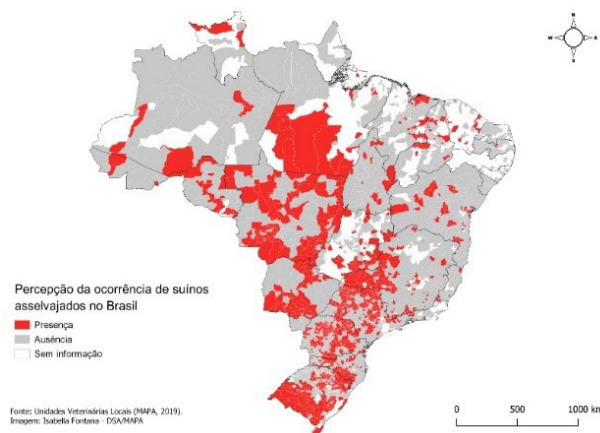 N
W
E
S
Percepção da ocorrência de suínos
asselvajados no Brasil
Presença
Ausência
Sem informação
Fonte: Unidades Veterinárias Locais (MAPA, 2019).
Imagem: Isabella Fontana - DSA/MAPA
0 500 1000 km